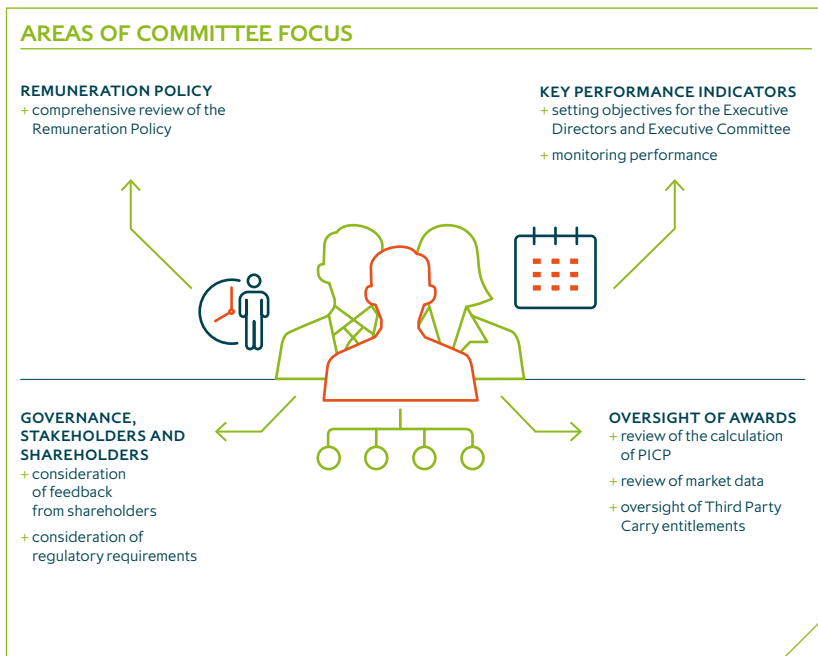 AREAS OF COMMITTEE FOCUS
REMUNERATION POLICY
+ comprehensive review of the
Remuneration Policy
KEY PERFORMANCE INDICATORS
+ setting objectives for the Executive
Directors and Executive Committee
+ monitoring performance
GOVERNANCE,
STAKEHOLDERS AND
SHAREHOLDERS
+ consideration
of feedback
from shareholders
+ consideration of
regulatory requirements
OVERSIGHT OF AWARDS
+ review of the calculation
of PICP
+ review of market data
+ oversight of Third Party
Carry entitlements